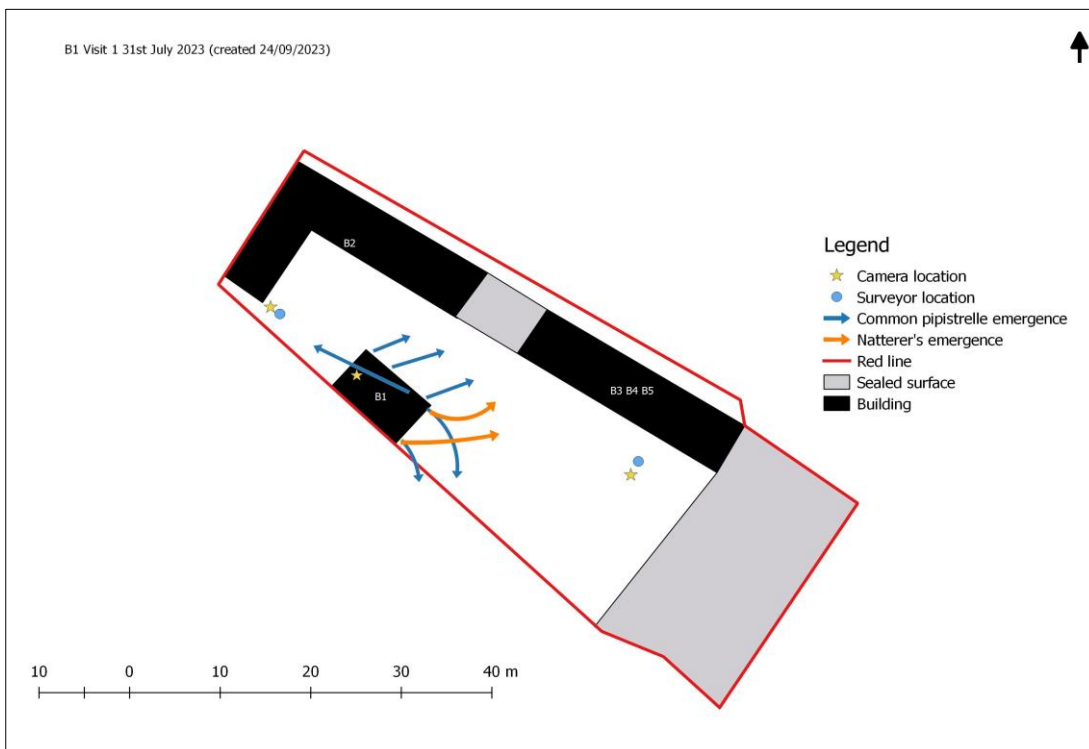 B1 Visit 1 31st July 2023 (created 24/09/2023)
B2
B1
B3 B4 B5
Legend
Camera location
Surveyor location
Common pipistrelle emergence
Natterer's emergence
Red line
Sealed surface
Building
10 0 10 20 30 40 m